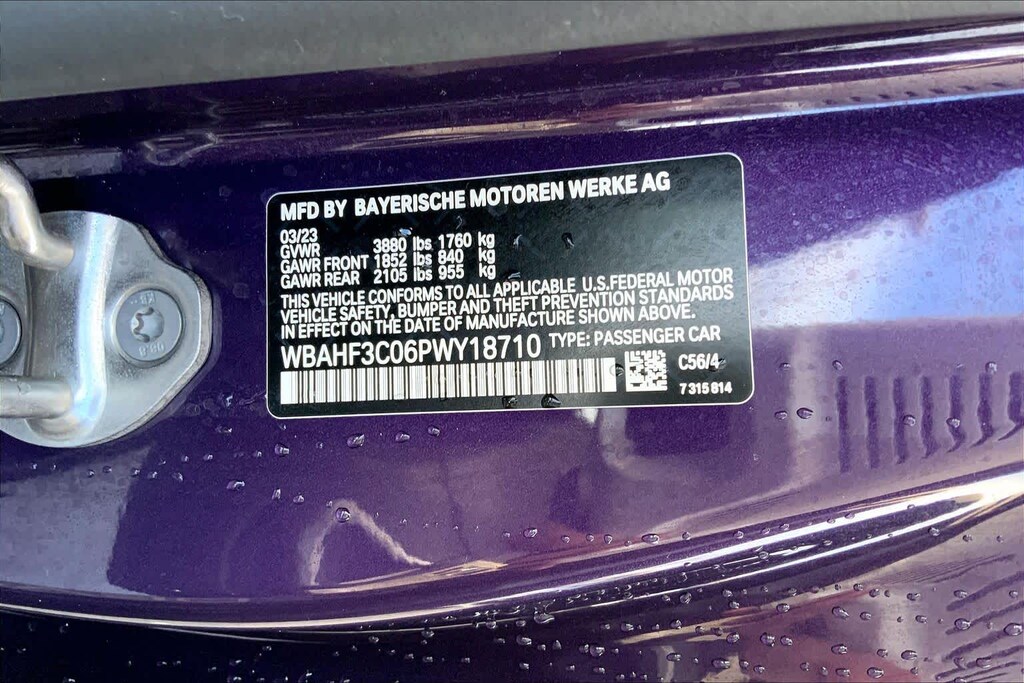 MFD BY BAYERISCHE MOTOREN WERKE AG
03/23
GVWR 3880 lbs 1760 kg
GAWR FRONT 1852 lbs 840 kg
GAWR REAR 2105 lbs 955 kg
THIS VEHICLE CONFORMS TO ALL APPLICABLE U.S.FEDERAL MOTOR
VEHICLE SAFETY, BUMPER AND THEFT PREVENTION STANDARDS
IN EFFECT ON THE DATE OF MANUFACTURE SHOWN ABOVE.
WBAHF3C06PWY18710 TYPE: PASSENGER CAR
C56/4
7 315 614